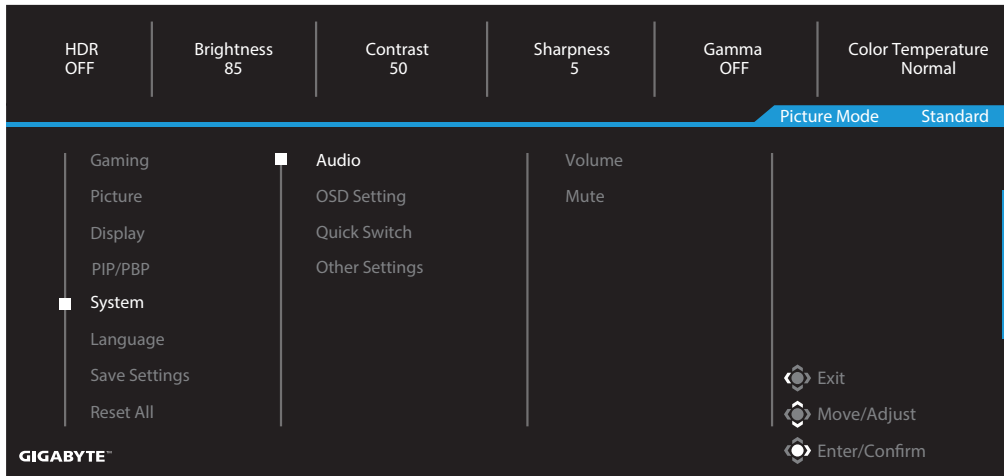 HDR
OFF
Brightness
85
Contrast
50
Sharpness
5
Gamma
OFF
Color Temperature
Normal
Picture Mode Standard
Gaming
Picture
Display
PIP/PBP
System
Language
Save Settings
Reset All
Audio
OSD Setting
Quick Switch
Other Settings
Volume
Mute
Exit
Move/Adjust
Enter/Confirm
GIGABYTE™